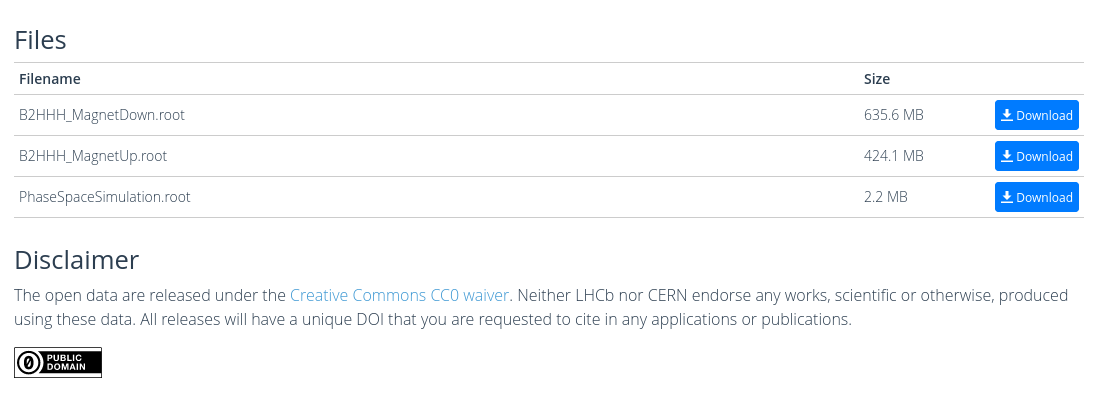 Files
Filename Size
B2HHH_MagnetDown.root 635.6 MB Download
B2HHH_MagnetUp.root 424.1 MB Download
PhaseSpaceSimulation.root 2.2 MB Download
Disclaimer
The open data are released under the Creative Commons CC0 waiver. Neither LHCb nor CERN endorse any works, scientific or otherwise, produced
using these data. All releases will have a unique DOI that you are requested to cite in any applications or publications.
0 PUBLIC
DOMAIN